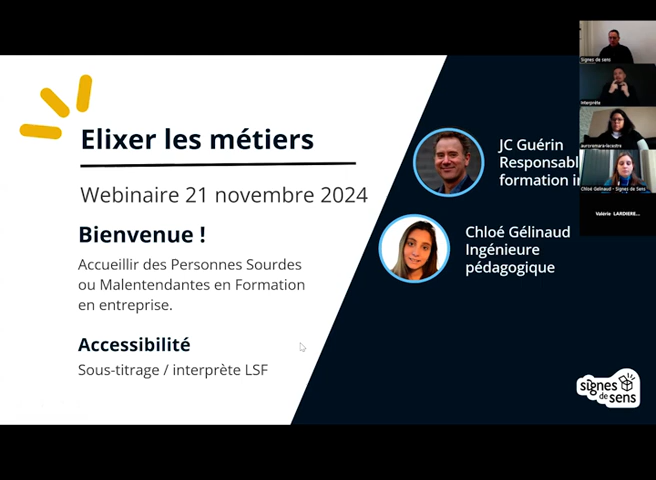 Elixer les métiers
Webinaire 21 novembre 2024
Bienvenue !
Accueillir des Personnes Sourdes
ou Malentendantes en Formation
en entreprise.
Accessibilité
Sous-titrage / interprète LSF
JC Guérin
Responsabl
formation i
Chloé Gélinaud
Ingénieure
pédagogique
Signes de sens
interprète
Chloé Gélinaud - Signes de Sens
Valérie LARDIERE...
signes
de sens